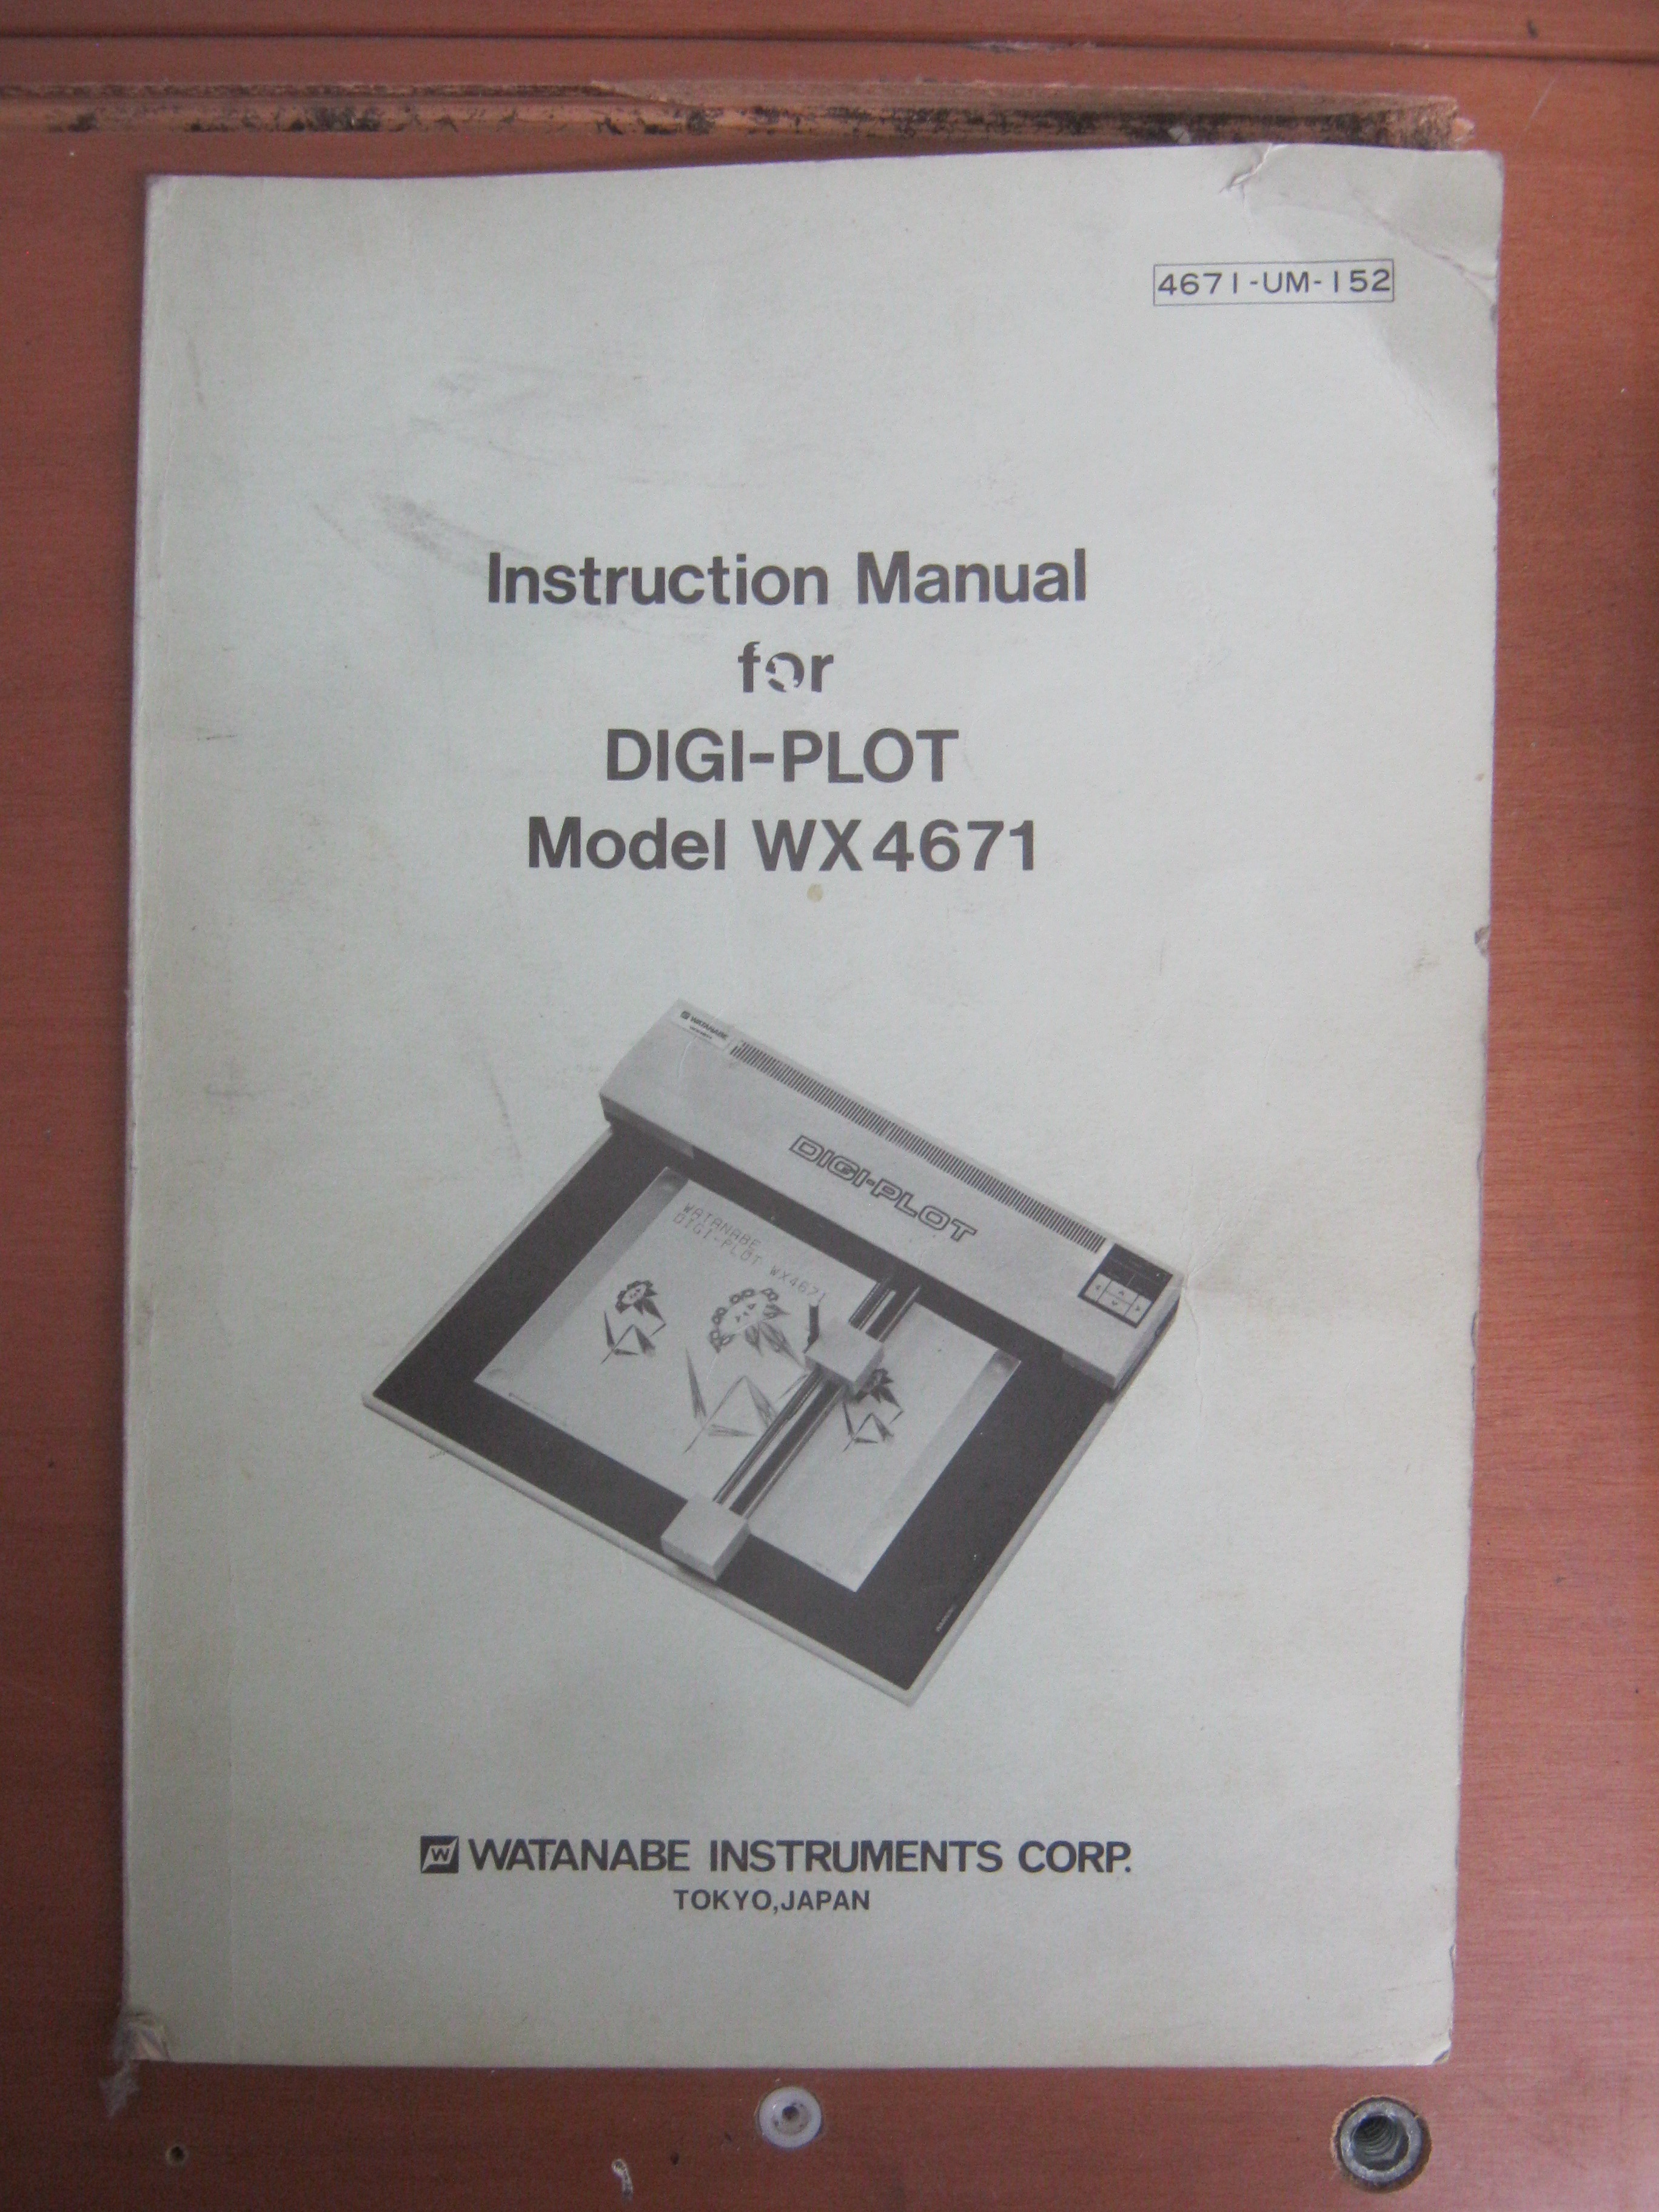 4671-UM-152
Instruction Manual
for
DIGI-PLOT
Model WX4671
WATANABE
DIGI-PLOT
WATANABE
DIGI-PLOT WX4671
W WATANABE INSTRUMENTS CORP.
TOKYO,JAPAN